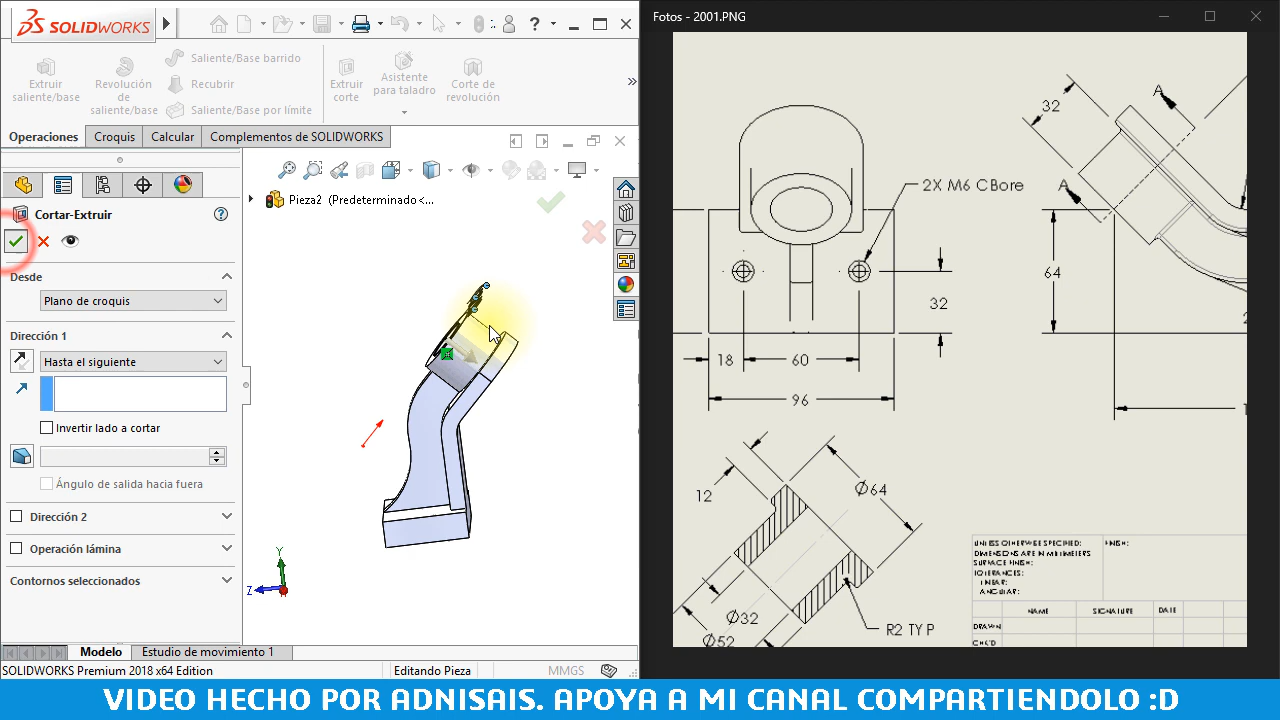 SOLIDWORKS
Fotos - 2001.PNG
Extruir
saliente/base
Revolución
de
saliente/base
Saliente/Base barrido
Recubrir
Saliente/Base por límite
Extruir
corte
Asistente
para taladro
Corte de
revolución
Operaciones
Croquis
Calcular
Complementos de SOLIDWORKS
Pieza2 (Predeterminado <...
Cortar-Extruir
Desde
Plano de croquis
Dirección 1
Hasta el siguiente
Invertir lado a cortar
Ángulo de salida hacia fuera
Dirección 2
Operación lámina
Contornos seleccionados
Y
Z
Modelo
Estudio de movimiento 1
SOLIDWORKS Premium 2018 x64 Edition
Editando Pieza
MMGS
2X M6 CBore
32
18
60
96
32
A
A
64
12
Ø64
Ø32
Ø52
R2 TYP
UNLESS OTHERWISE SPECIFIED:
FINISH:
DIMENSIONS ARE IN MILLIMETERS
SURFACE FINISH:
TOLERANCES:
LINEAR:
ANGULAR:
NAME
SIGNATURE
DATE
DRAWN
CHK'D
VIDEO HECHO POR ADNISAIS. APOYA A MI CANAL COMPARTIENDOLO :D